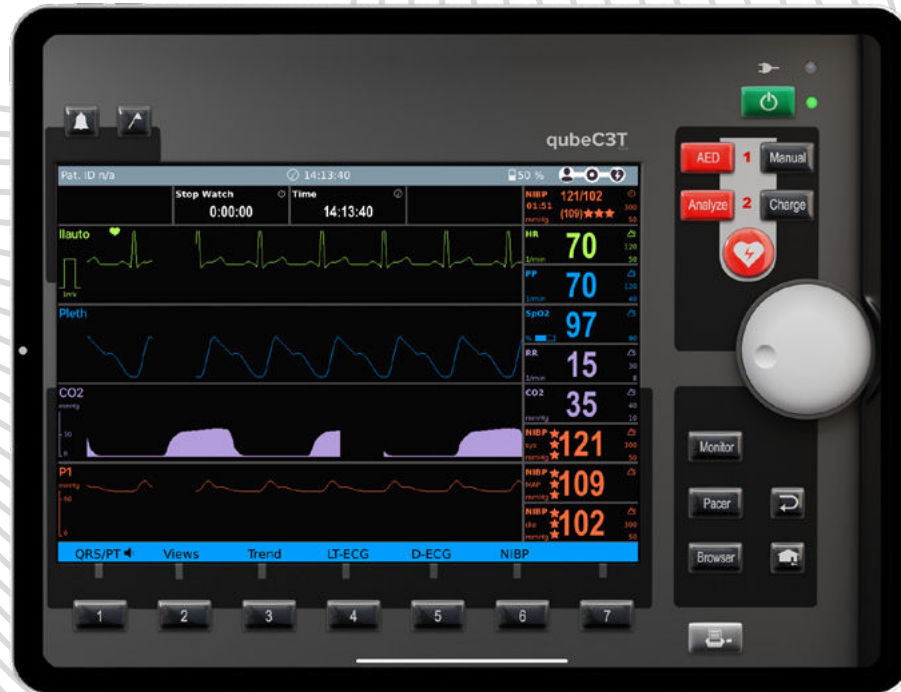 qubeC3T
AED 1 Manual
Analyze 2 Charge
Pat. ID n/a 14:13:40 50 %
Stop Watch Time
0:00:00 14:13:40
NIBP 121/102
01:51 (109)★★★ 300
mmHg 50
IIauto
1mV
HR 70 120
1/min 50
PP 70 120
1/min 40
Pleth
SpO2 97
% 90
RR 15 30
1/min 8
CO2
mmHg
CO2 35 40
mmHg 10
NIBP 121 300
sys
mmHg 50
P1
mmHg
NIBP 109
MAP
mmHg
NIBP 102 300
dia
mmHg 50
QRS/PT Views Trend LT-ECG D-ECG NIBP
1 2 3 4 5 6 7
Monitor
Pacer
Browser